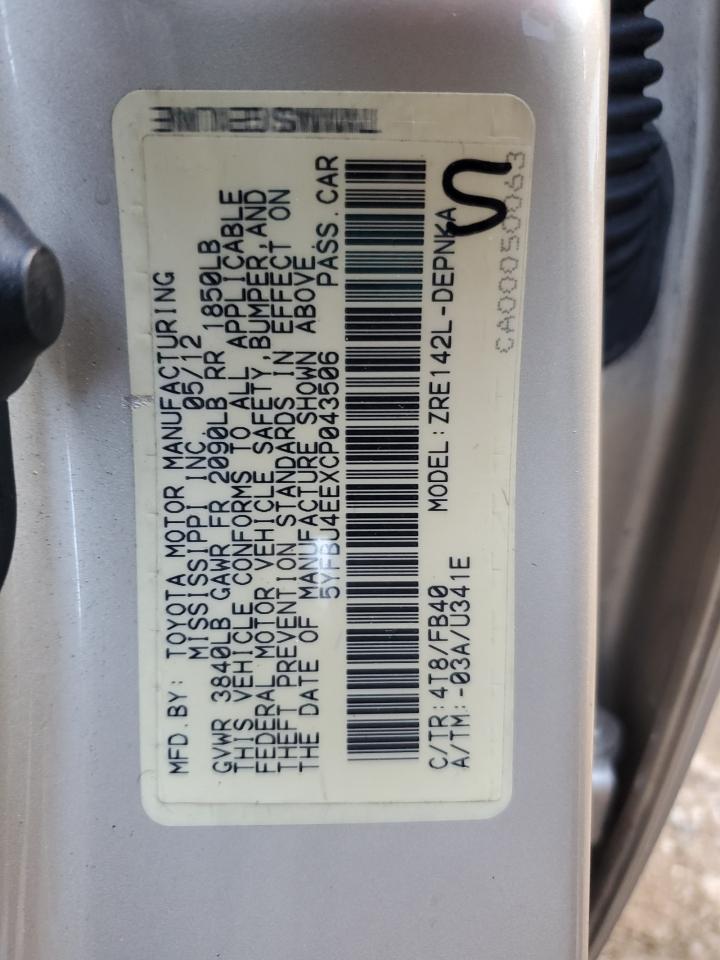 MFD.BY: TOYOTA MOTOR MANUFACTURING
MISSISSIPPI INC. 05/12
GVWR 3840LB GAWR FR 2090LB RR 1850LB
THIS VEHICLE CONFORMS TO ALL APPLICABLE
FEDERAL MOTOR VEHICLE SAFETY,BUMPER,AND
THEFT PREVENTION STANDARDS IN EFFECT ON
THE DATE OF MANUFACTURE SHOWN ABOVE
5YFBU4EEXCP043506 PASS.CAR
C/TR:4T8/FB40 MODEL:ZRE142L-DEPNKA
A/TM:-03A/U341E
S
CA00050063